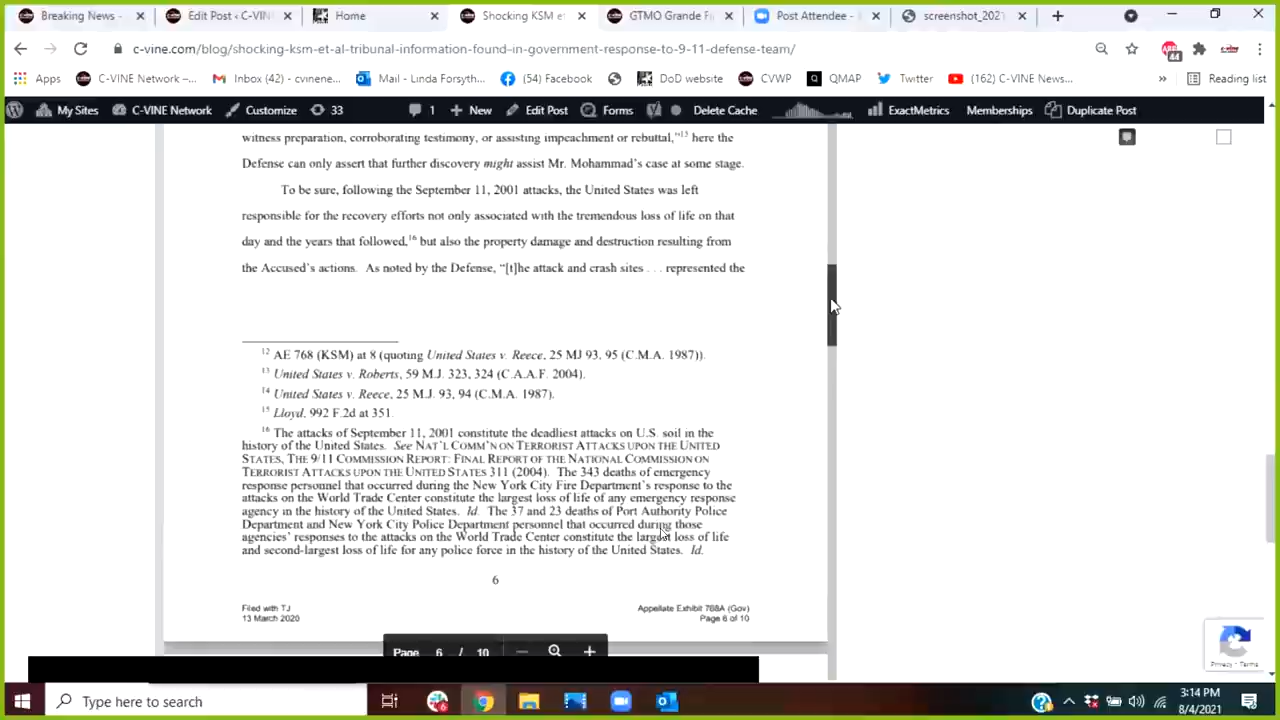 Breaking News -
Edit Post < C-VINE
Home
Shocking KSM et
GTMO Grande F
Post Attendee -
screenshot_2021
c-vine.com/blog/shocking-ksm-et-al-tribunal-information-found-in-government-response-to-9-11-defense-team/
44
Apps
C-VINE Network –...
Inbox (42) - cvinene...
Mail - Linda Forsyth...
(54) Facebook
DoD website
CVWP
QMAP
Twitter
(162) C-VINE News...
»
Reading list
My Sites
C-VINE Network
Customize
33
1
New
Edit Post
Forms
Delete Cache
ExactMetrics
Memberships
Duplicate Post
witness preparation, corroborating testimony, or assisting impeachment or rebuttal,"15 here the
Defense can only assert that further discovery might assist Mr. Mohammad's case at some stage.
To be sure, following the September 11, 2001 attacks, the United States was left
responsible for the recovery efforts not only associated with the tremendous loss of life on that
day and the years that followed,16 but also the property damage and destruction resulting from
the Accused's actions. As noted by the Defense, "[t]he attack and crash sites . . . represented the
12 AE 768 (KSM) at 8 (quoting United States v. Reece, 25 MJ 93, 95 (C.M.A. 1987)).
13 United States v. Roberts, 59 M.J. 323, 324 (C.A.A.F. 2004).
14 United States v. Reece, 25 M.J. 93, 94 (C.M.A. 1987).
15 Lloyd, 992 F.2d at 351.
16 The attacks of September 11, 2001 constitute the deadliest attacks on U.S. soil in the
history of the United States. See NAT'L COMM'N ON TERRORIST ATTACKS UPON THE UNITED
STATES, THE 9/11 COMMISSION REPORT: FINAL REPORT OF THE NATIONAL COMMISSION ON
TERRORIST ATTACKS UPON THE UNITED STATES 311 (2004). The 343 deaths of emergency
response personnel that occurred during the New York City Fire Department's response to the
attacks on the World Trade Center constitute the largest loss of life of any emergency response
agency in the history of the United States. Id. The 37 and 23 deaths of Port Authority Police
Department and New York City Police Department personnel that occurred during those
agencies' responses to the attacks on the World Trade Center constitute the largest loss of life
and second-largest loss of life for any police force in the history of the United States. Id.
6
Filed with TJ
13 March 2020
Appellate Exhibit 768A (Gov)
Page 6 of 10
Page 6 / 10
Privacy - Terms
Type here to search
3:14 PM
8/4/2021